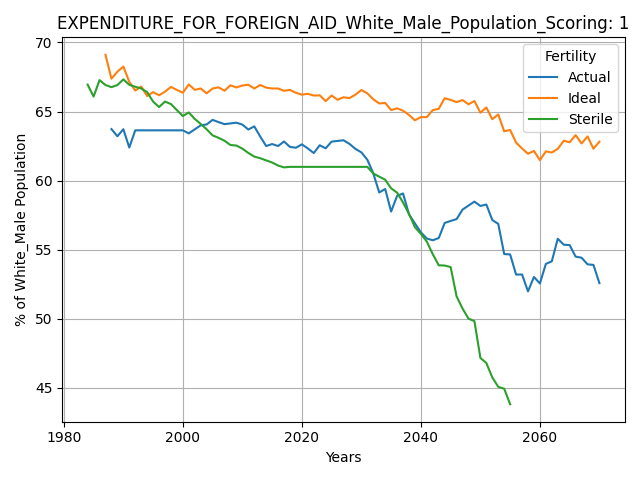 EXPENDITURE_FOR_FOREIGN_AID_White_Male_Population_Scoring: 1
% of White_Male Population
70
65
60
55
50
45
Fertility
Actual
Ideal
Sterile
1980
2000
2020
2040
2060
Years